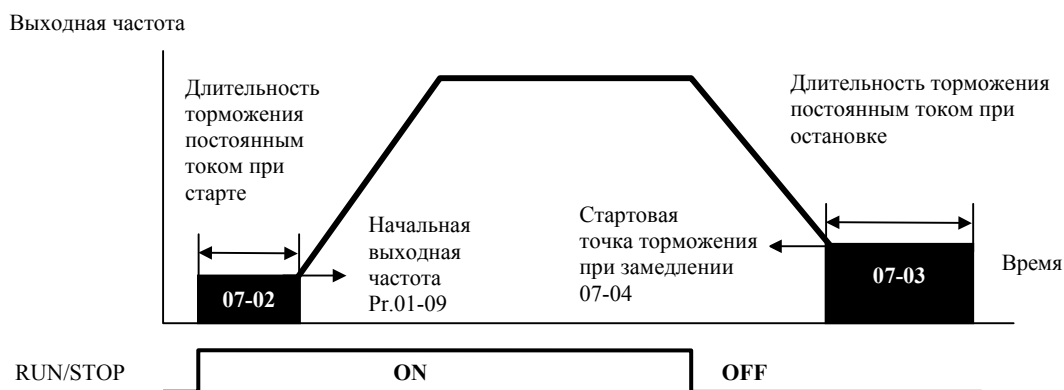 Выходная частота
Длительность
торможения
постоянным
током при
старте
Длительность торможения
постоянным током при
остановке
Начальная
выходная
частота
Pr.01-09
Стартовая
точка торможения
при замедлении
07-04
07-02
07-03
Время
RUN/STOP
ON
OFF